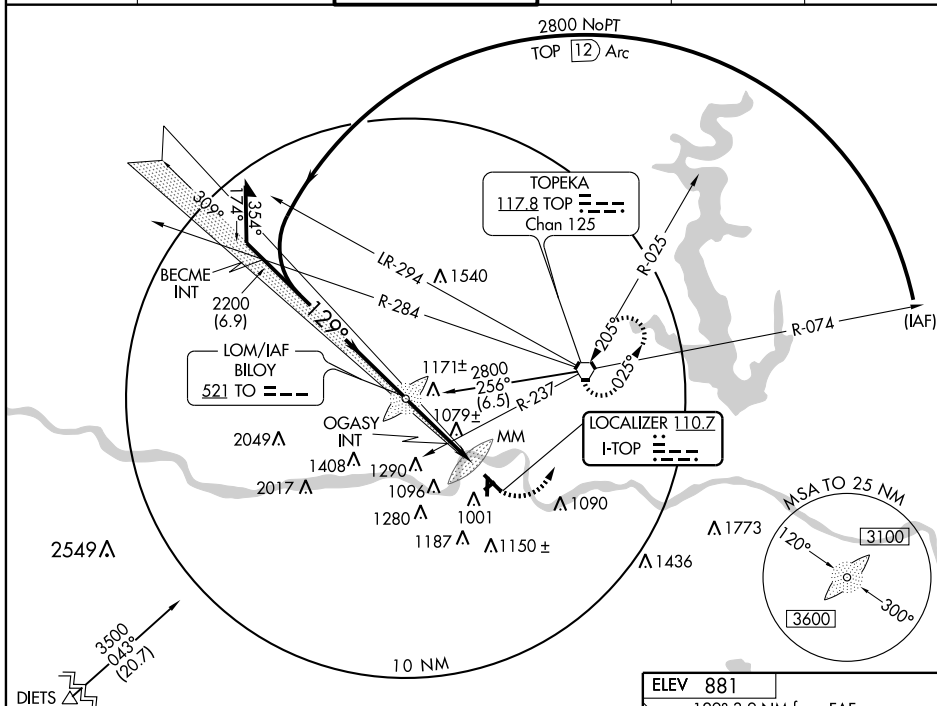 2800 NoPT
TOP 12 Arc
TOPEKA
117.8 TOP
Chan 125
309°
174°
354°
LR-294
1540
R-025
BECME
INT
R-284
2200
(6.9)
129°
205°
025°
R-074
(IAF)
LOM/IAF
BILOY
521 TO
1171±
2800
256°
(6.5)
R-237
1079±
OGASY
INT
MM
LOCALIZER 110.7
I-TOP
2049
1408
1290
2017
1096
1280
1001
1090
1187
1150 ±
1773
1436
2549
MSA TO 25 NM
120°
3100
3600
300°
3500
043°
(20.7)
DIETS
10 NM
ELEV 881